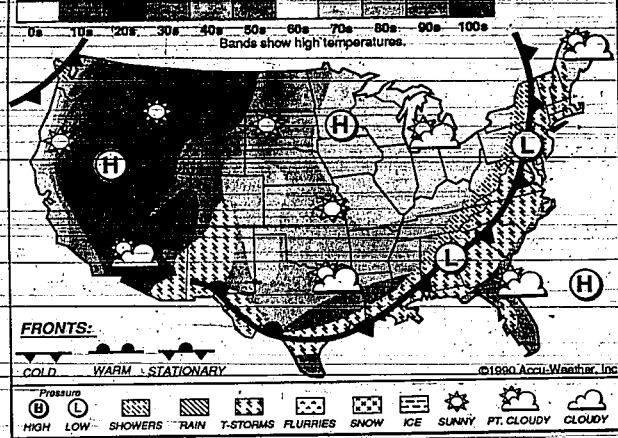 0s 10s 20s 30s 40s 50s 60s 70s 80s 90s 100s
Bands show high temperatures.
H
L
H
L
H
FRONTS:
COLD WARM STATIONARY
©1990 Accu-Weather, Inc
Pressure
H L
HIGH LOW SHOWERS RAIN T-STORMS FLURRIES SNOW ICE SUNNY PT. CLOUDY CLOUDY